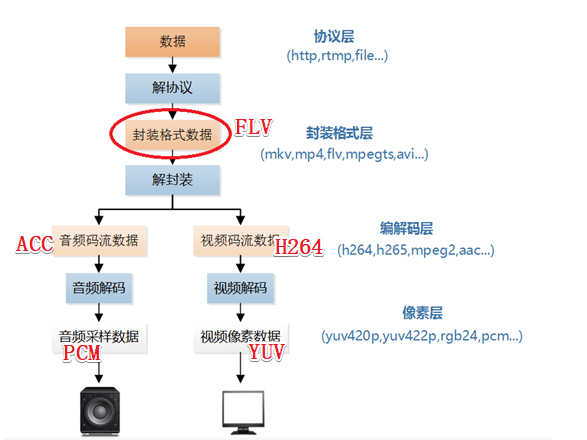 数据
协议层
(http,rtmp,file...)
解协议
封装格式数据
FLV
封装格式层
(mkv,mp4,flv,mpegts,avi...)
解封装
ACC
音频码流数据
视频码流数据
H264
编解码层
(h264,h265,mpeg2,aac...)
音频解码
视频解码
像素层
(yuv420p,yuv422p,rgb24,pcm...)
音频采样数据
视频像素数据
PCM
YUV